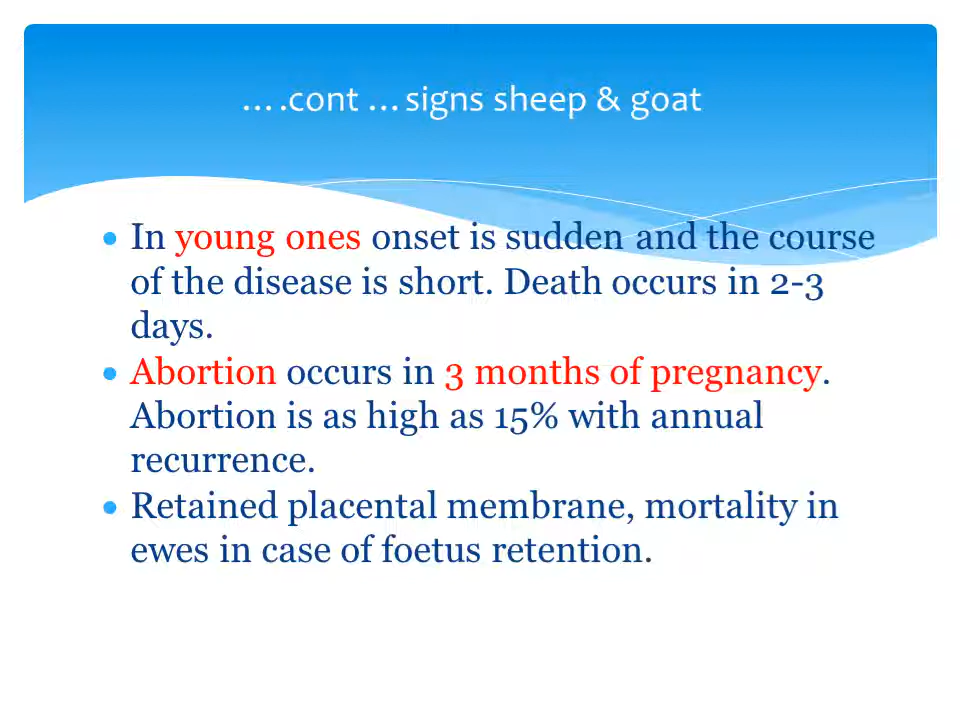 ….cont …signs sheep & goat
• In young ones onset is sudden and the course
of the disease is short. Death occurs in 2-3
days.
• Abortion occurs in 3 months of pregnancy.
Abortion is as high as 15% with annual
recurrence.
• Retained placental membrane, mortality in
ewes in case of foetus retention.